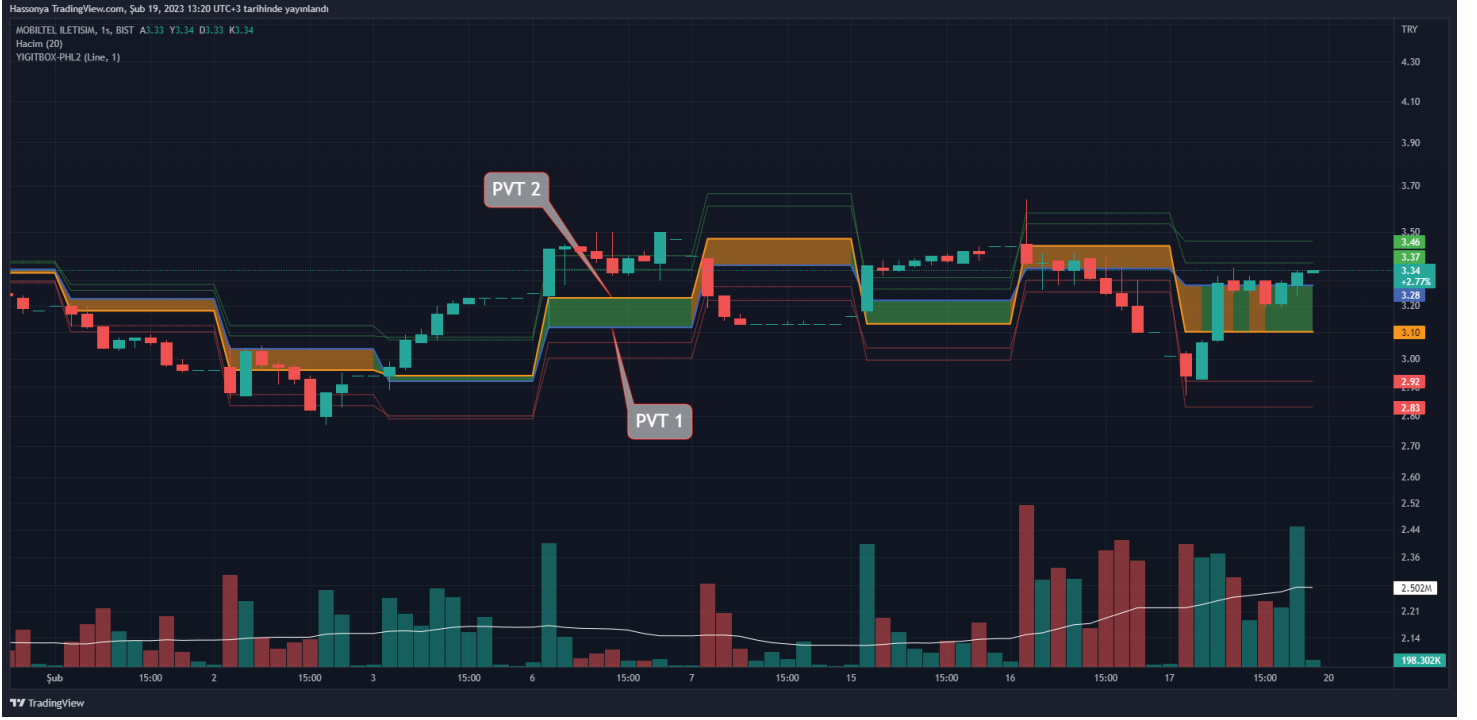 Hassonya TradingView.com, Şub 19, 2023 13:20 UTC+3 tarihinde yayınlandı
MOBILTEL ILETISIM, 1s, BIST A3.33 Y3.34 D3.33 K3.34
Hacim (20)
YIGITBOX-PHL2 (Line, 1)
TRY
4.30
4.10
3.90
3.70
PVT 2
3.50
3.46
3.37
3.34
+2.77%
3.28
3.20
3.10
3.00
2.92
2.90
2.83
2.80
PVT 1
2.70
2.60
2.52
2.44
2.36
2.502M
2.21
2.14
198.302K
Şub 15:00 2 15:00 3 15:00 6 15:00 7 15:00 15 15:00 16 15:00 17 15:00 20
TradingView